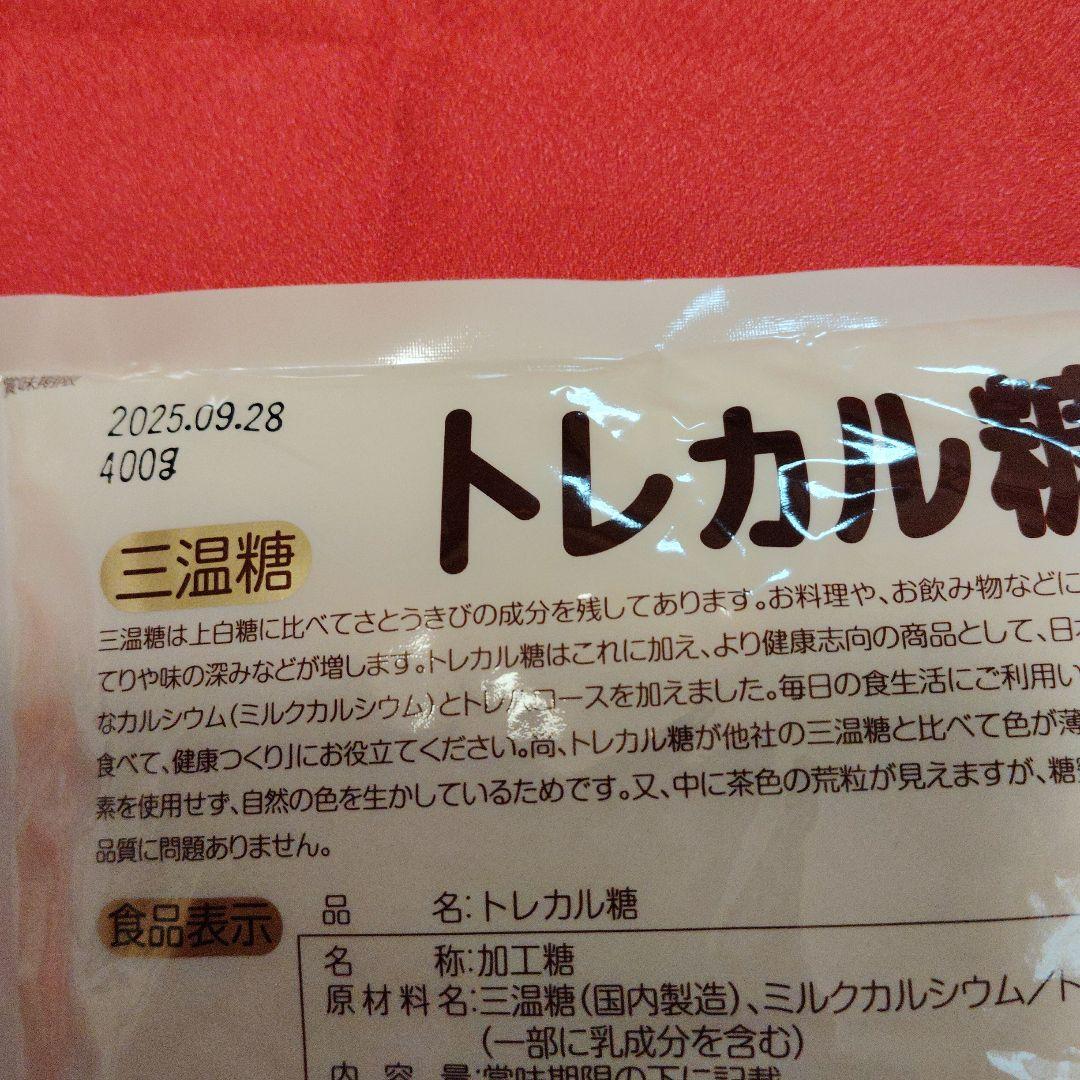 賞味期限
2025.09.28
400g
トレカル糖
三温糖
三温糖は上白糖に比べてさとうきびの成分を残してあります。お料理や、お飲み物などに
てりや味の深みなどが増します。トレカル糖はこれに加え、より健康志向の商品として、日
なカルシウム(ミルクカルシウム)とトレハロースを加えました。毎日の食生活にご利用い
食べて、健康つくり」にお役立てください。尚、トレカル糖が他社の三温糖と比べて色が薄
素を使用せず、自然の色を生かしているためです。又、中に茶色の荒粒が見えますが、糖
品質に問題ありません。
食品表示
品名:トレカル糖
名称:加工糖
原材料名:三温糖(国内製造)、ミルクカルシウム/ト
(一部に乳成分を含む)
内容量:賞味期限の下に記載